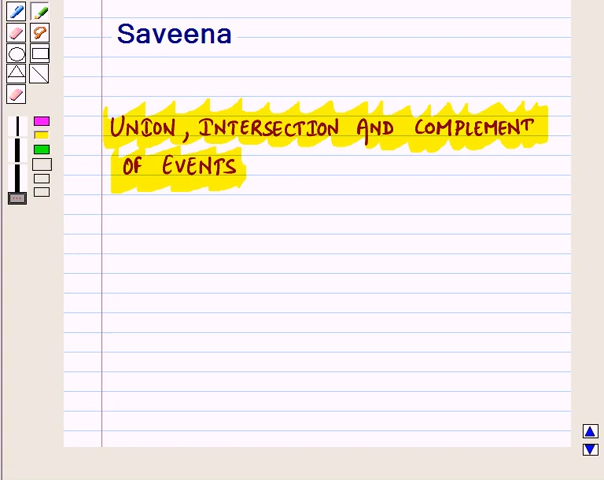 Saveena
UNION, INTERSECTION AND COMPLEMENT
OF EVENTS